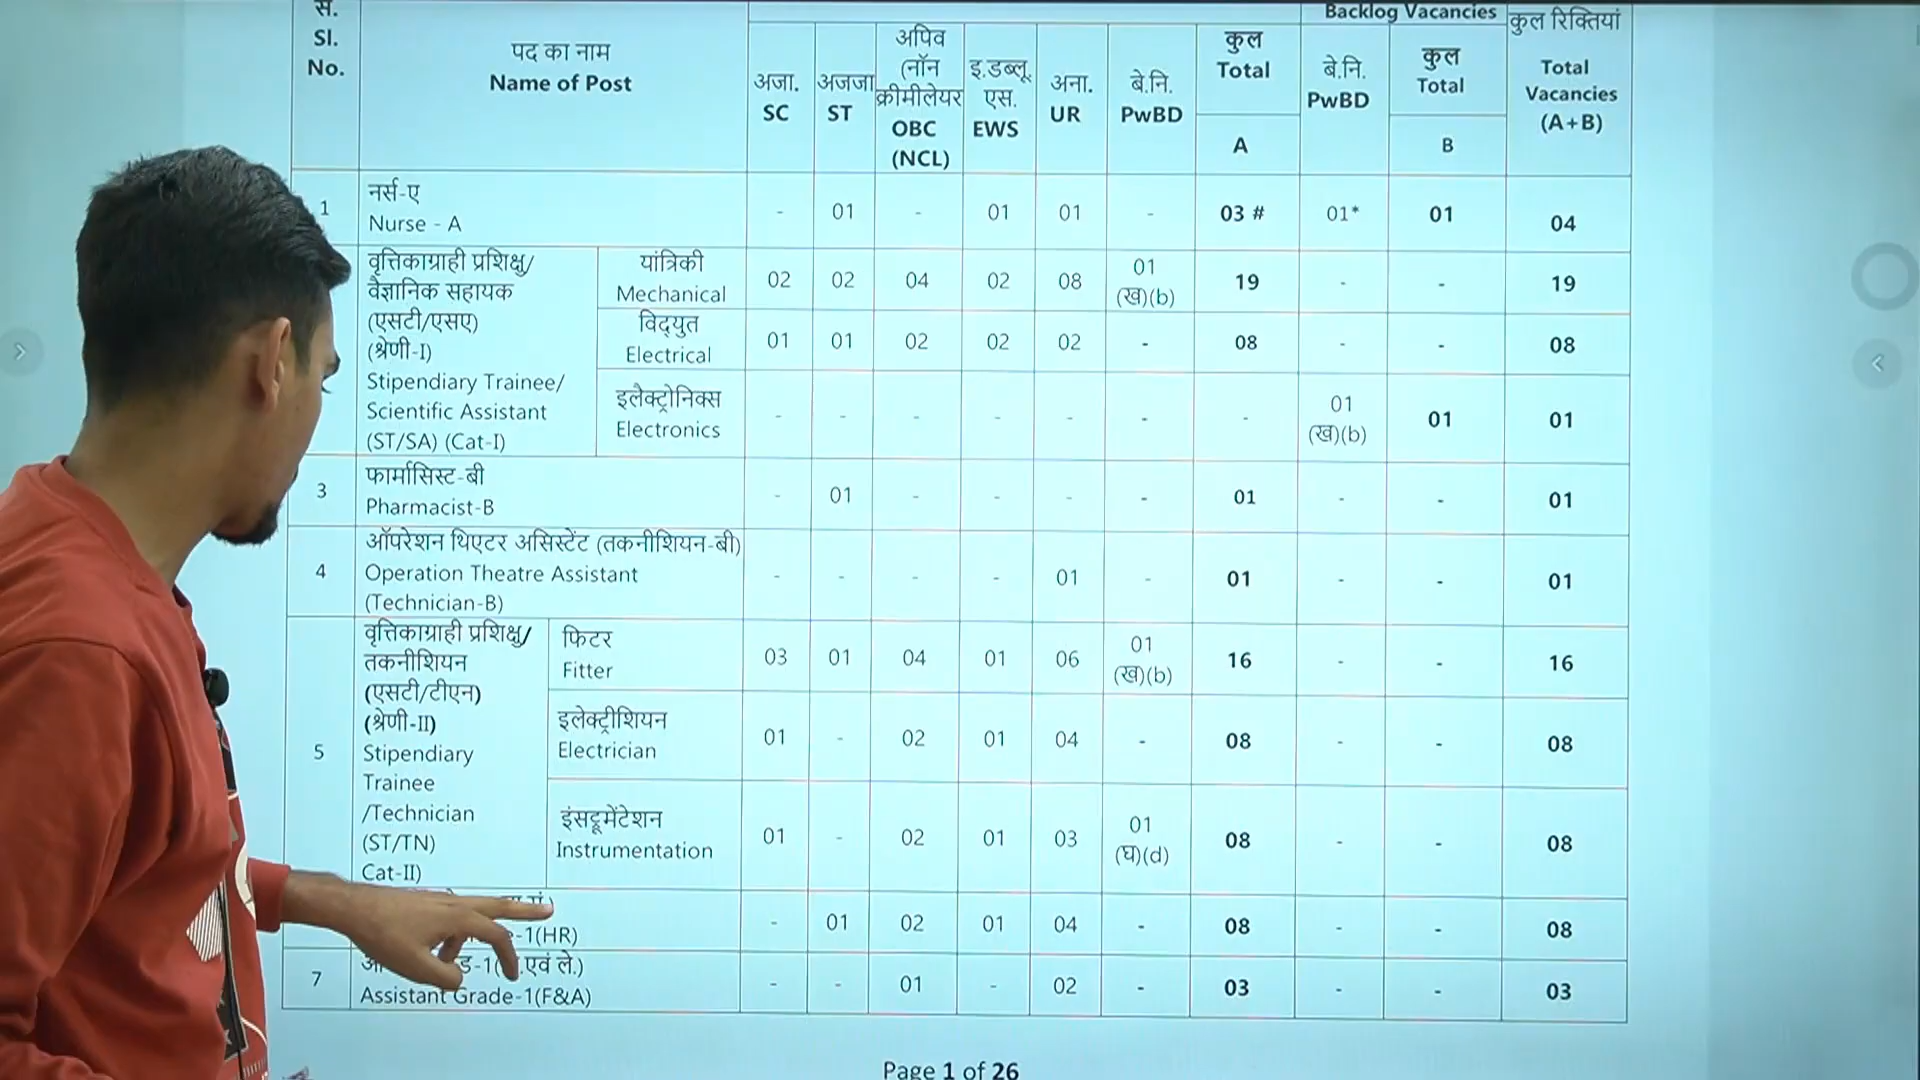 स.
Sl.
No.
पद का नाम
Name of Post
अजा.
SC
अजजा
ST
अपिव
(नॉन
क्रीमीलेयर
OBC
(NCL)
इ.डब्लू.
एस.
EWS
अना.
UR
बे.नि.
PwBD
कुल
Total
A
Backlog Vacancies
बे.नि.
PwBD
कुल
Total
B
कुल रिक्तियां
Total
Vacancies
(A+B)
1
नर्स-ए
Nurse - A
- 01 - 01 01 - 03 # 01* 01 04
वृत्तिकाग्राही प्रशिक्षु/
वैज्ञानिक सहायक
(एसटी/एसए)
(श्रेणी-I)
Stipendiary Trainee/
Scientific Assistant
(ST/SA) (Cat-I)
यांत्रिकी
Mechanical
02 02 04 02 08 01 (ख)(b) 19 - - 19
विद्युत
Electrical
01 01 02 02 02 - 08 - - 08
इलैक्ट्रोनिक्स
Electronics
- - - - - - - 01 (ख)(b) 01 01
3
फार्मासिस्ट-बी
Pharmacist-B
- 01 - - - - 01 - - 01
4
ऑपरेशन थिएटर असिस्टेंट (तकनीशियन-बी)
Operation Theatre Assistant
(Technician-B)
- - - - 01 - 01 - - 01
5
वृत्तिकाग्राही प्रशिक्षु/
तकनीशियन
(एसटी/टीएन)
(श्रेणी-II)
Stipendiary
Trainee
/Technician
(ST/TN)
Cat-II)
फिटर
Fitter
03 01 04 01 06 01 (ख)(b) 16 - - 16
इलेक्ट्रीशियन
Electrician
01 - 02 01 04 - 08 - - 08
इंसट्रूमेंटेशन
Instrumentation
01 - 02 01 03 01 (घ)(d) 08 - - 08
-1(HR)
- 01 02 01 04 - 08 - - 08
7
ड-1( .एवं ले.)
Assistant Grade-1(F&A)
- - 01 - 02 - 03 - - 03
Page 1 of 26